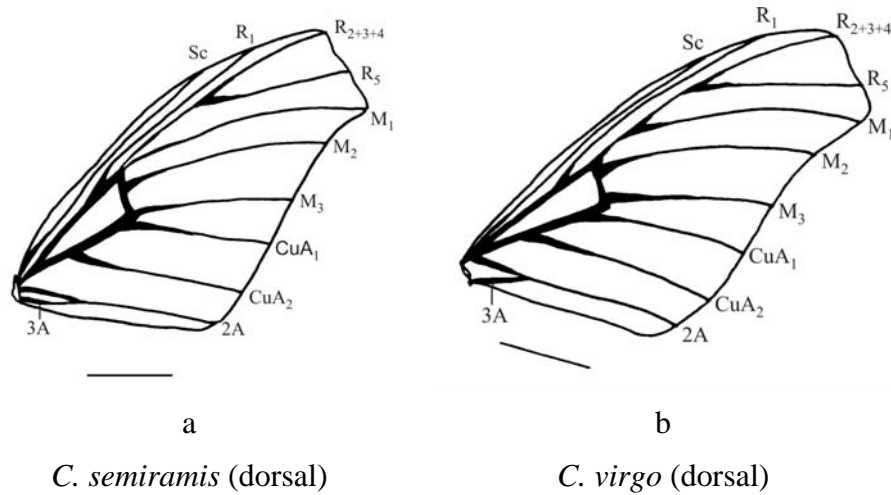 Sc R₁ R₂₊₃₊₄
R₅
M₁
M₂
M₃
CuA₁
CuA₂
3A 2A
a
C. semiramis (dorsal)
Sc R₁ R₂₊₃₊₄
R₅
M₁
M₂
M₃
CuA₁
CuA₂
3A 2A
b
C. virgo (dorsal)